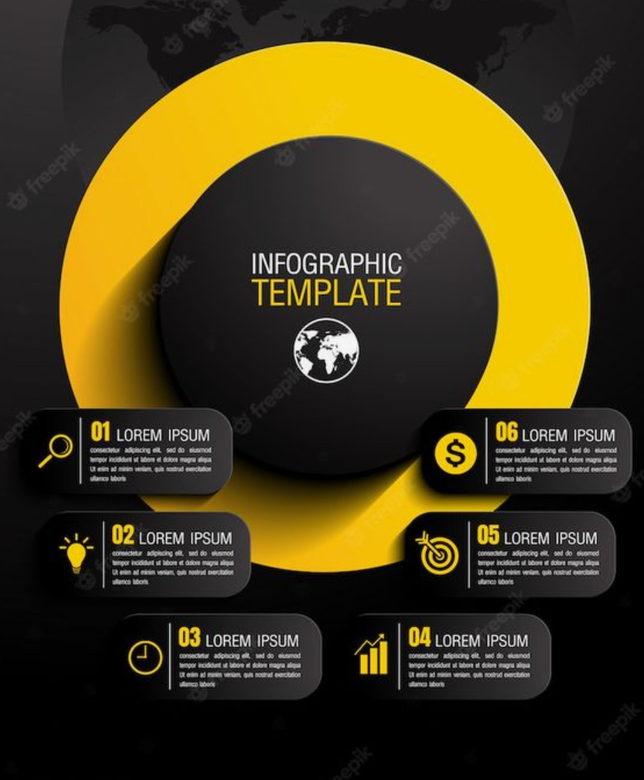 INFOGRAPHIC
TEMPLATE
01 LOREM IPSUM
consectetur adipiscing elit, sed do eiusmod
tempor incididunt ut labore et dolore magna aliqua
Ut enim ad minim veniam, quis nostrud exercitation
ullamco laboris
02 LOREM IPSUM
consectetur adipiscing elit, sed do eiusmod
tempor incididunt ut labore et dolore magna aliqua
Ut enim ad minim veniam, quis nostrud exercitation
ullamco laboris
03 LOREM IPSUM
consectetur adipiscing elit, sed do eiusmod
tempor incididunt ut labore et dolore magna aliqua
Ut enim ad minim veniam, quis nostrud exercitation
ullamco laboris
04 LOREM IPSUM
consectetur adipiscing elit, sed do eiusmod
tempor incididunt ut labore et dolore magna aliqua
Ut enim ad minim veniam, quis nostrud exercitation
ullamco laboris
05 LOREM IPSUM
consectetur adipiscing elit, sed do eiusmod
tempor incididunt ut labore et dolore magna aliqua
Ut enim ad minim veniam, quis nostrud exercitation
ullamco laboris
06 LOREM IPSUM
consectetur adipiscing elit, sed do eiusmod
tempor incididunt ut labore et dolore magna aliqua
Ut enim ad minim veniam, quis nostrud exercitation
ullamco laboris
$
freepik
freepik
freepik
freepik
freepik
freepik